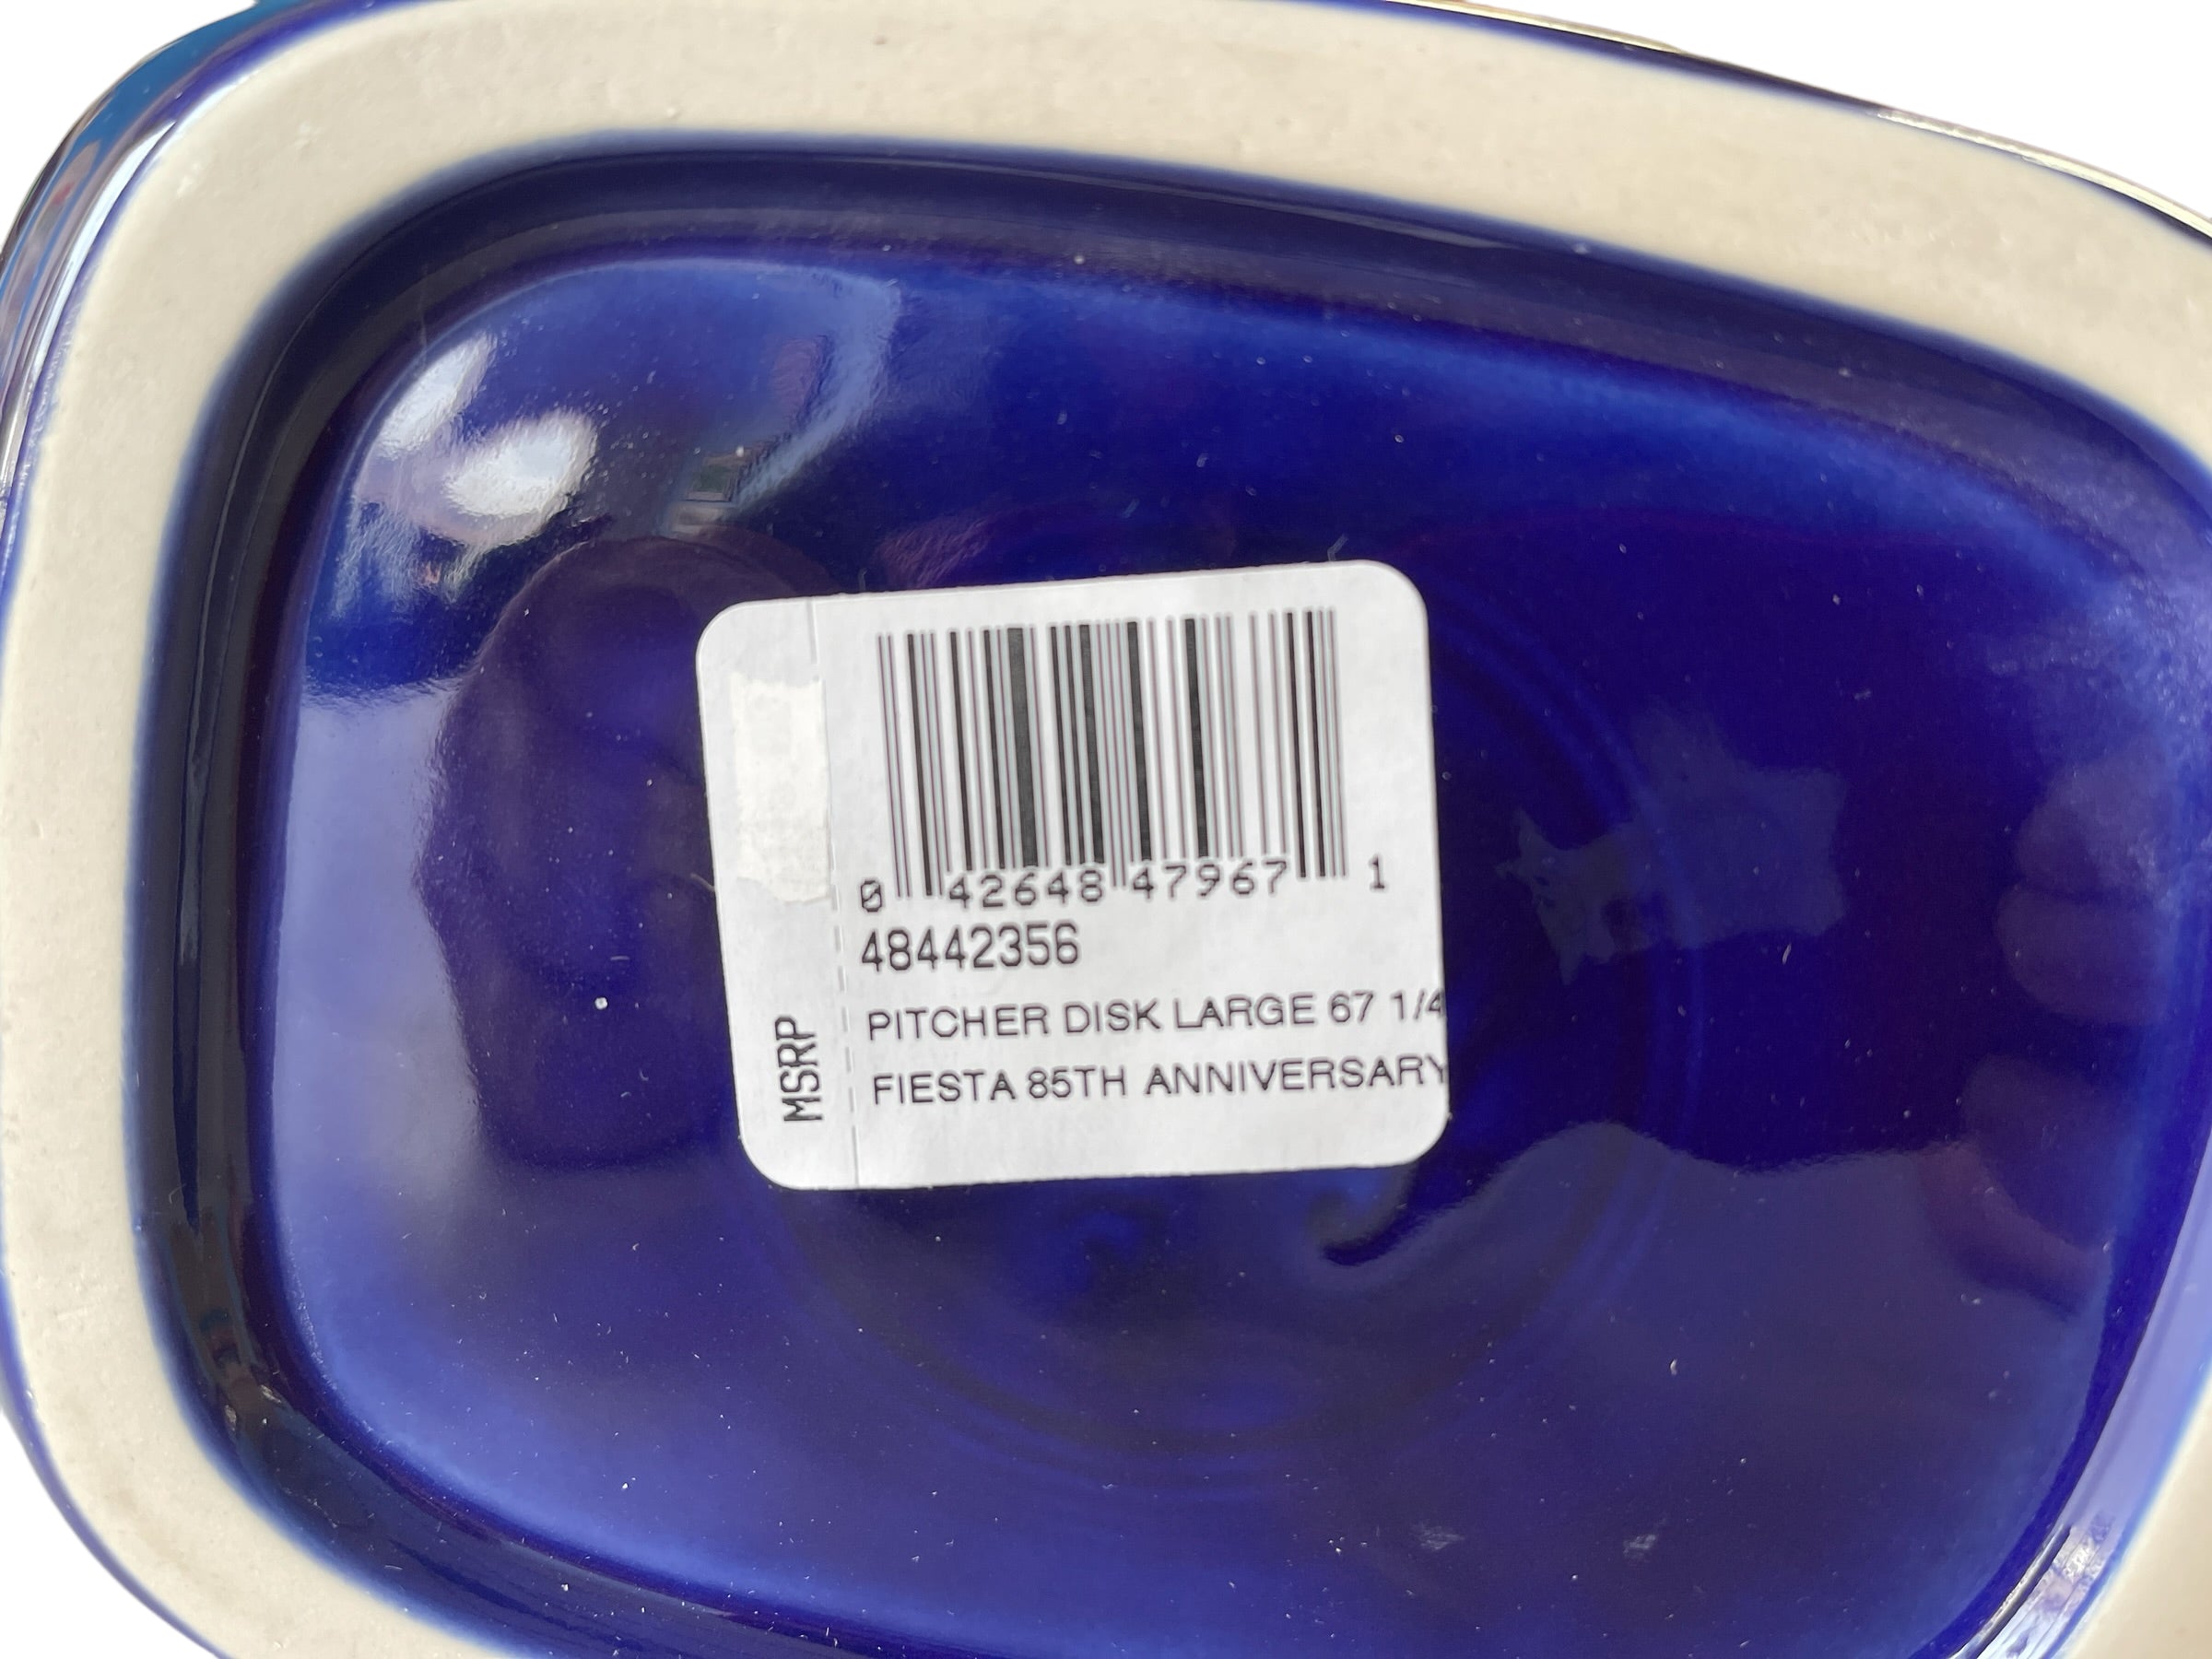 0 42648 47967 1
48442356
PITCHER DISK LARGE 67 1/4
FIESTA 85TH ANNIVERSARY
MSRP